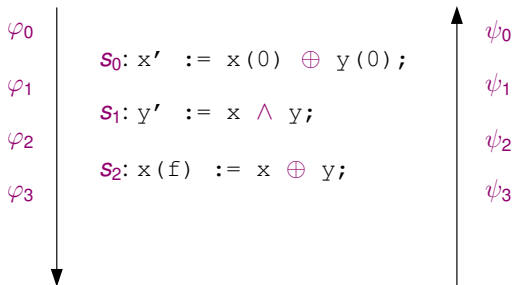 φ0 ψ0
s0: x′ := x(0) ⊕ y(0);
φ1 ψ1
s1: y′ := x ∧ y;
φ2 ψ2
s2: x(f) := x ⊕ y;
φ3 ψ3